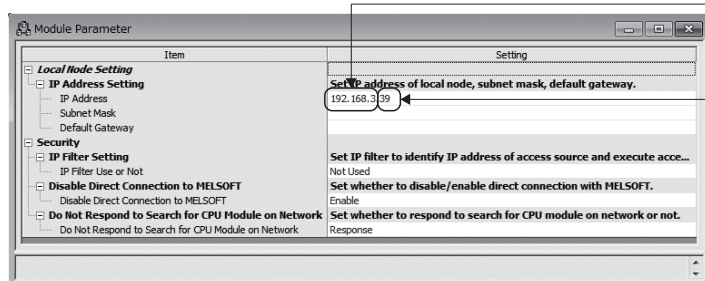 Module Parameter
Item Setting
Local Node Setting
IP Address Setting Set IP address of local node, subnet mask, default gateway.
IP Address 192.168.3.39
Subnet Mask
Default Gateway
Security
IP Filter Setting Set IP filter to identify IP address of access source and execute acce...
IP Filter Use or Not Not Used
Disable Direct Connection to MELSOFT Set whether to disable/enable direct connection with MELSOFT.
Disable Direct Connection to MELSOFT Enable
Do Not Respond to Search for CPU Module on Network Set whether to respond to search for CPU module on network or not.
Do Not Respond to Search for CPU Module on Network Response